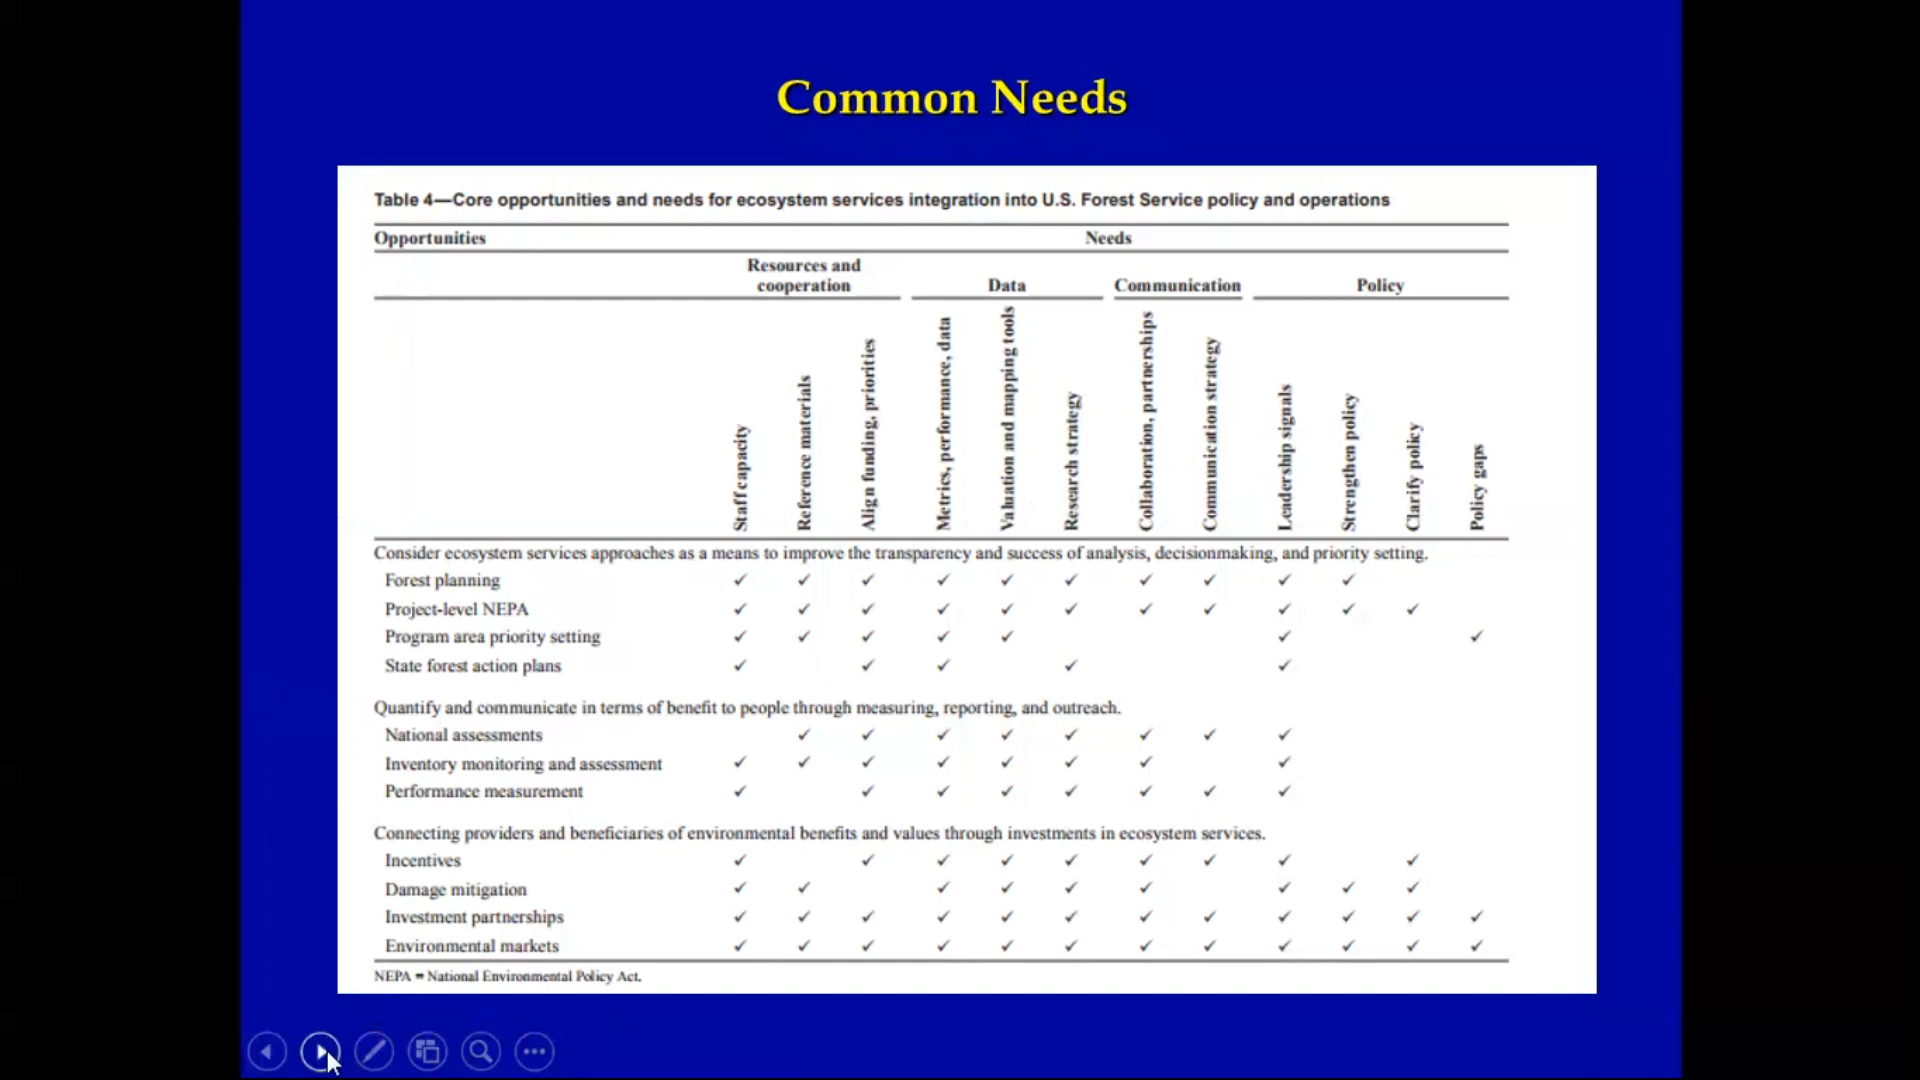 Common Needs
Table 4—Core opportunities and needs for ecosystem services integration into U.S. Forest Service policy and operations
Opportunities Needs
Resources and cooperation Data Communication Policy
Staff capacity
Reference materials
Align funding, priorities
Metrics, performance, data
Valuation and mapping tools
Research strategy
Collaboration, partnerships
Communication strategy
Leadership signals
Strengthen policy
Clarify policy
Policy gaps
Consider ecosystem services approaches as a means to improve the transparency and success of analysis, decisionmaking, and priority setting.
Forest planning ✓ ✓ ✓ ✓ ✓ ✓ ✓ ✓ ✓ ✓
Project-level NEPA ✓ ✓ ✓ ✓ ✓ ✓ ✓ ✓ ✓ ✓ ✓
Program area priority setting ✓ ✓ ✓ ✓ ✓ ✓ ✓
State forest action plans ✓ ✓ ✓ ✓ ✓
Quantify and communicate in terms of benefit to people through measuring, reporting, and outreach.
National assessments ✓ ✓ ✓ ✓ ✓ ✓ ✓ ✓
Inventory monitoring and assessment ✓ ✓ ✓ ✓ ✓ ✓ ✓ ✓
Performance measurement ✓ ✓ ✓ ✓ ✓ ✓ ✓ ✓
Connecting providers and beneficiaries of environmental benefits and values through investments in ecosystem services.
Incentives ✓ ✓ ✓ ✓ ✓ ✓ ✓ ✓ ✓
Damage mitigation ✓ ✓ ✓ ✓ ✓ ✓ ✓ ✓ ✓
Investment partnerships ✓ ✓ ✓ ✓ ✓ ✓ ✓ ✓ ✓ ✓ ✓ ✓
Environmental markets ✓ ✓ ✓ ✓ ✓ ✓ ✓ ✓ ✓ ✓ ✓ ✓
NEPA = National Environmental Policy Act.